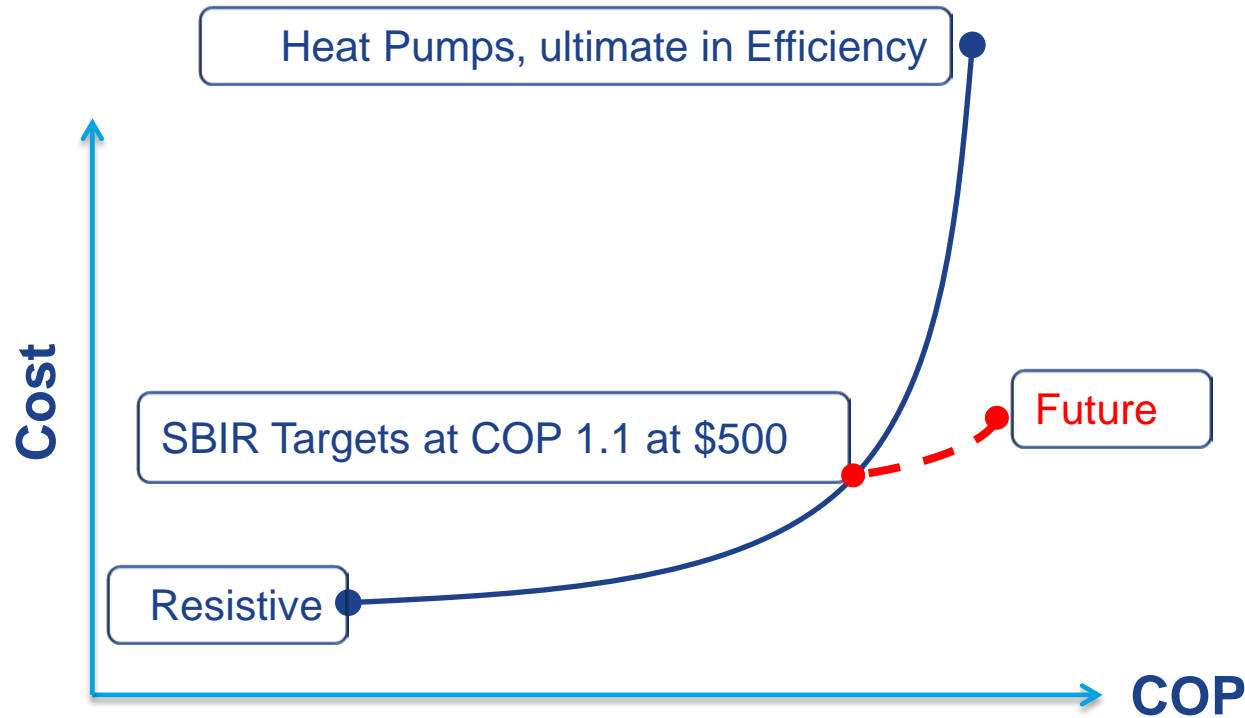 Heat Pumps, ultimate in Efficiency
Cost
SBIR Targets at COP 1.1 at $500
Future
Resistive
COP